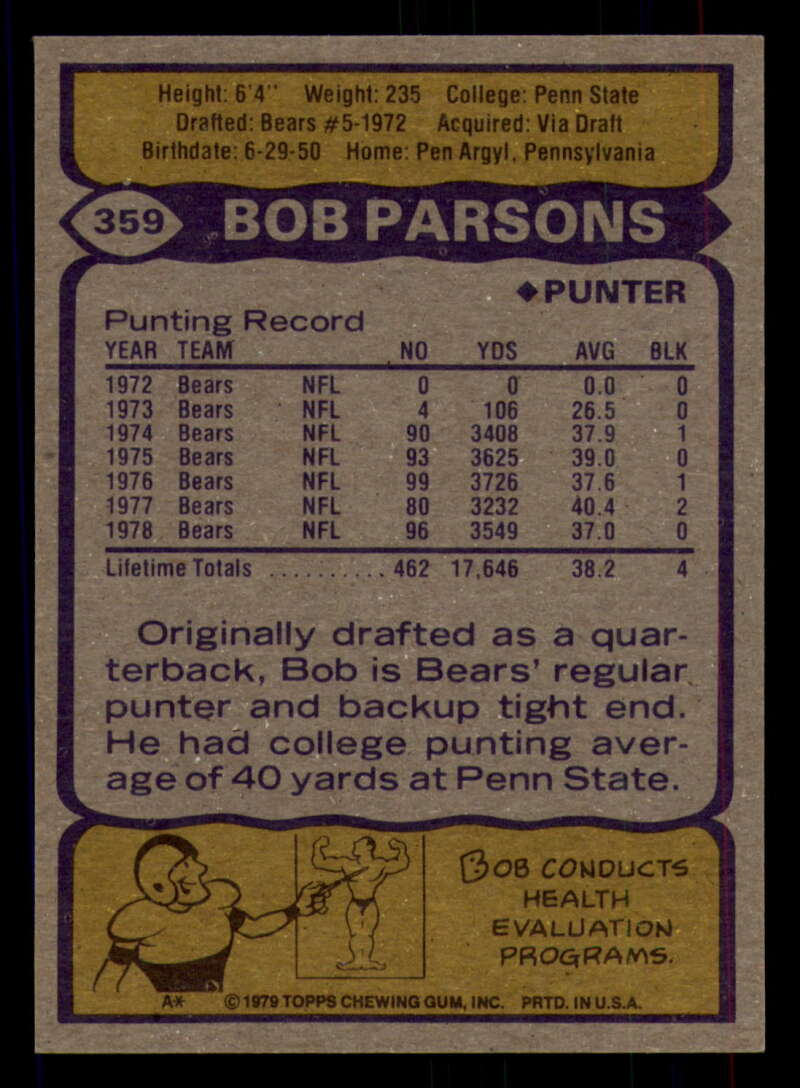 Height: 6'4" Weight: 235 College: Penn State
Drafted: Bears #5-1972 Acquired: Via Draft
Birthdate: 6-29-50 Home: Pen Argyl, Pennsylvania
359 BOB PARSONS
◆PUNTER
Punting Record
YEAR TEAM NO YDS AVG BLK
1972 Bears NFL 0 0 0.0 0
1973 Bears NFL 4 106 26.5 0
1974 Bears NFL 90 3408 37.9 1
1975 Bears NFL 93 3625 39.0 0
1976 Bears NFL 99 3726 37.6 1
1977 Bears NFL 80 3232 40.4 2
1978 Bears NFL 96 3549 37.0 0
Lifetime Totals ........... 462 17,646 38.2 4
Originally drafted as a quar-
terback, Bob is Bears' regular
punter and backup tight end.
He had college punting aver-
age of 40 yards at Penn State.
BOB CONDUCTS
HEALTH
EVALUATION
PROGRAMS.
A* © 1979 TOPPS CHEWING GUM, INC. PRTD. IN U.S.A.